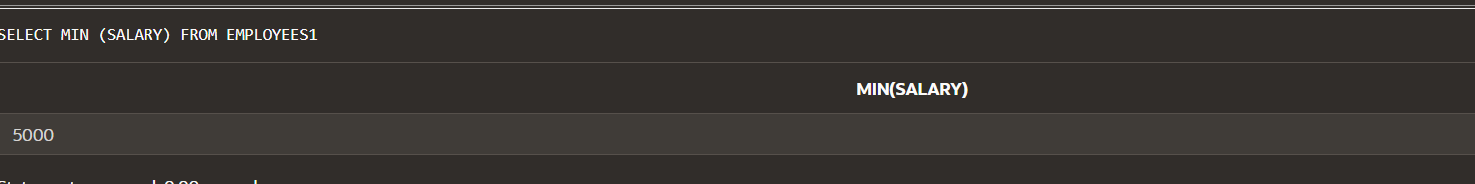 SELECT MIN (SALARY) FROM EMPLOYEES1
MIN(SALARY)
5000